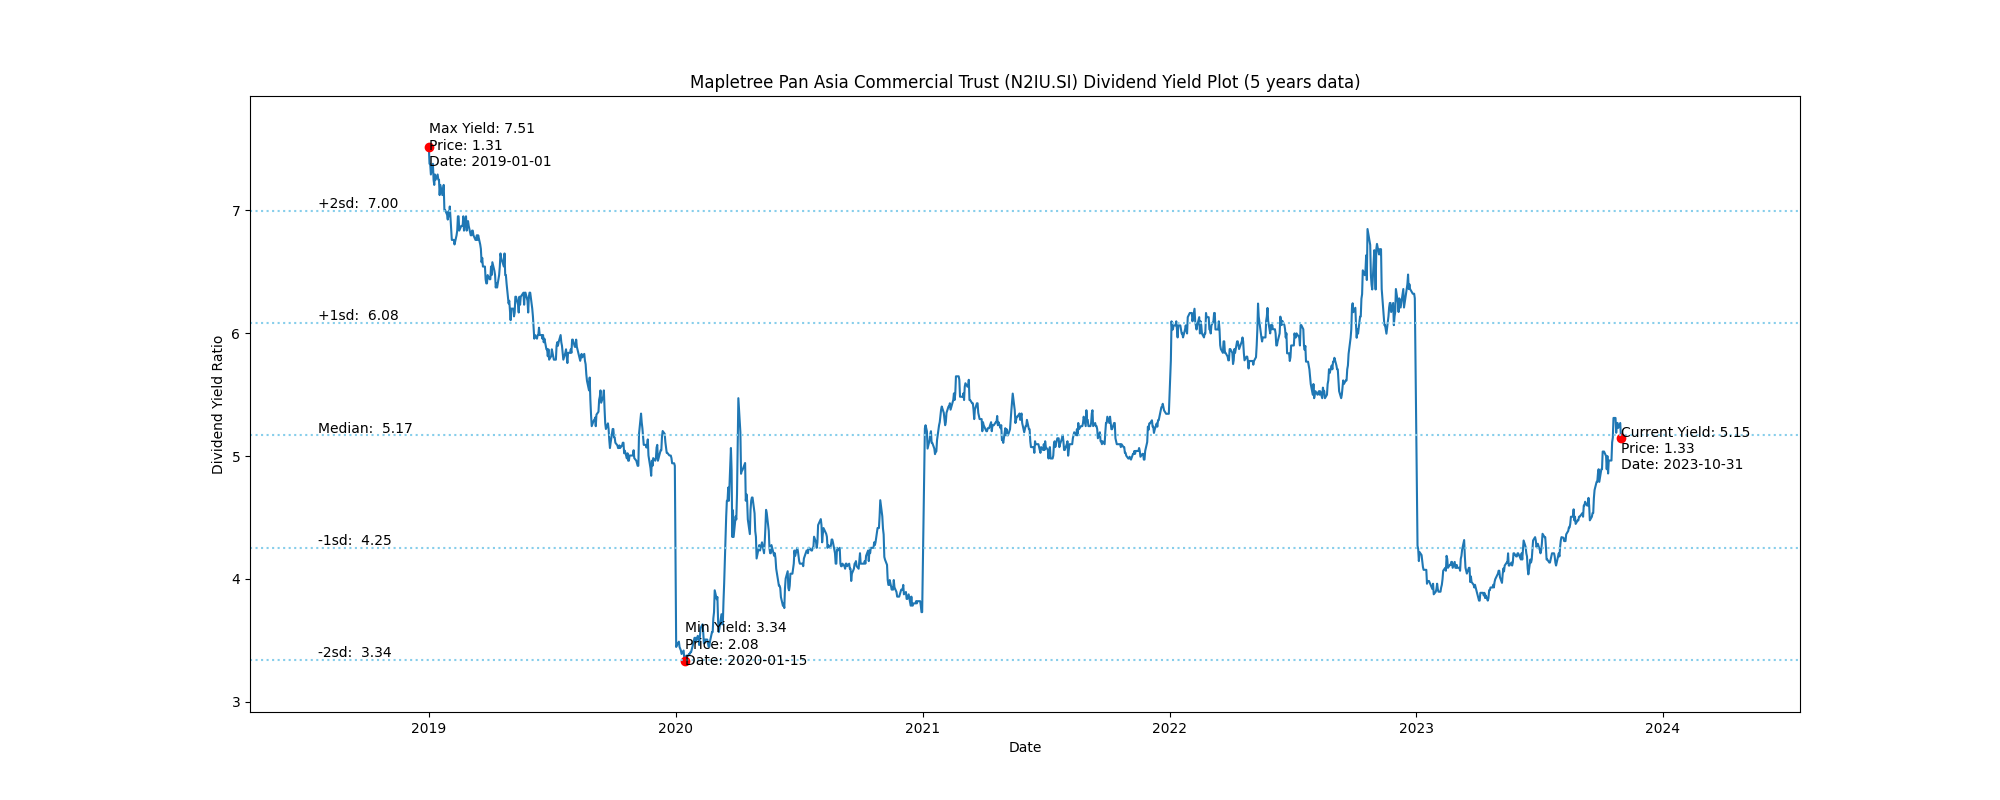 Mapletree Pan Asia Commercial Trust (N2IU.SI) Dividend Yield Plot (5 years data)
Max Yield: 7.51
Price: 1.31
Date: 2019-01-01
+2sd:  7.00
+1sd:  6.08
Median:  5.17
-1sd:  4.25
-2sd:  3.34
Current Yield: 5.15
Price: 1.33
Date: 2023-10-31
Min Yield: 3.34
Price: 2.08
Date: 2020-01-15
Dividend Yield Ratio
7
6
5
4
3
2019 2020 2021 2022 2023 2024
Date